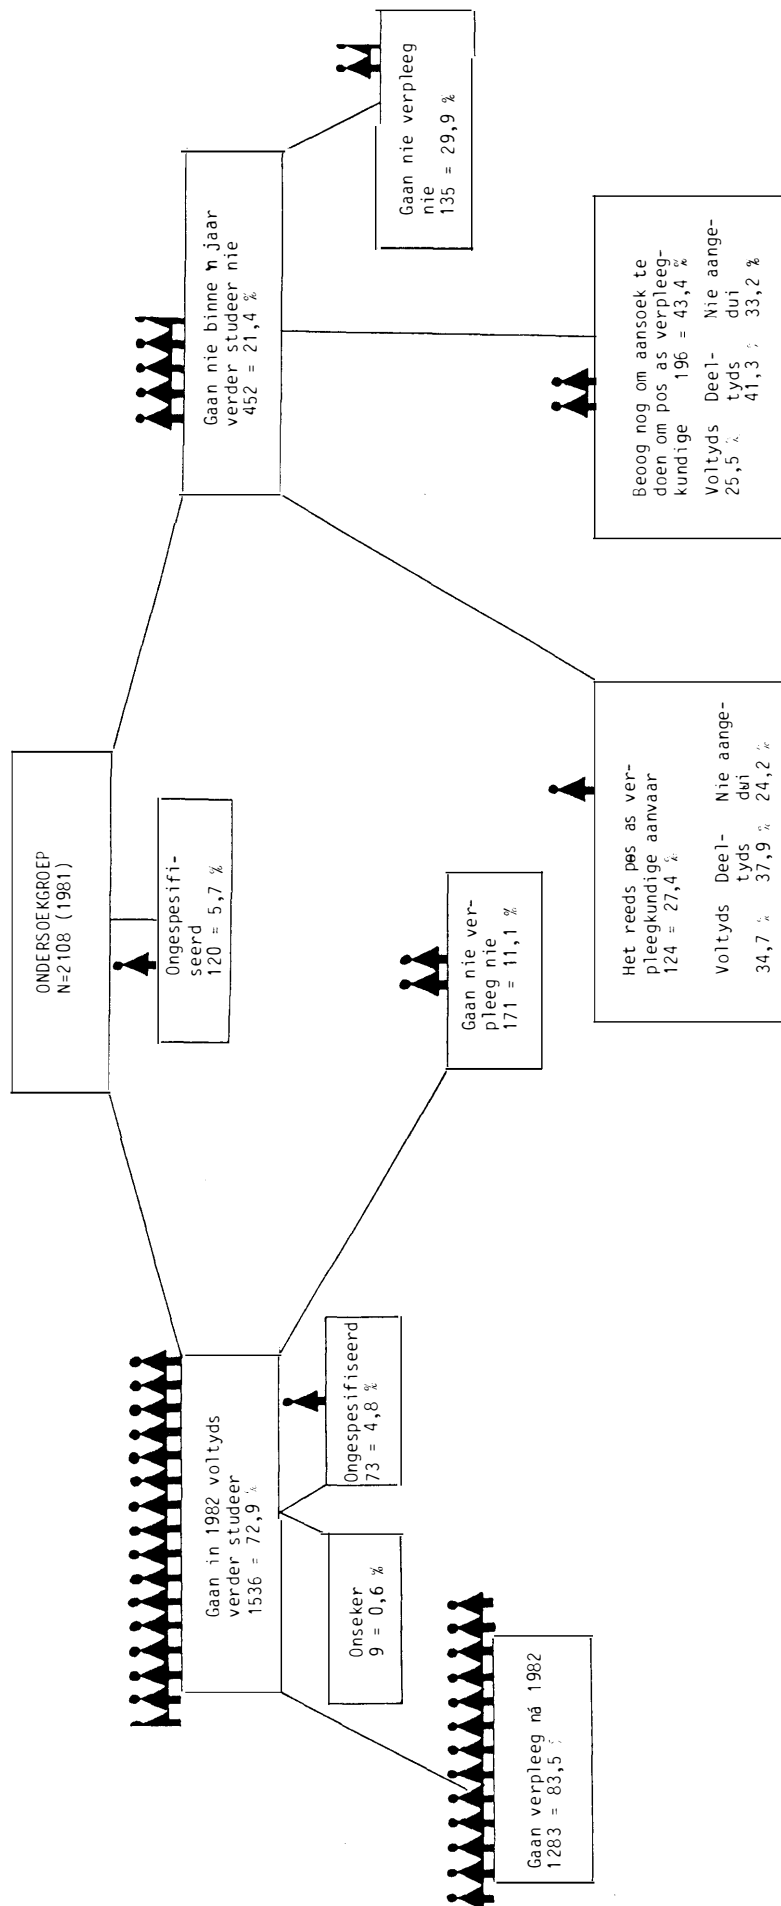 ONDERSOEKGROEP
N=2108 (1981)
Ongespesifi-
seerd
120 = 5,7 %
Gaan in 1982 voltyds
verder studeer
1536 = 72,9 %
Gaan nie binne 'n jaar
verder studeer nie
452 = 21,4 %
Onseker
9 = 0,6 %
Ongespesifiseerd
73 = 4,8 %
Gaan nie verpleeg
nie
135 = 29,9 %
Gaan verpleeg ná 1982
1283 = 83,5 %
Gaan nie ver-
pleeg nie
171 = 11,1 %
Het reeds pos as ver-
pleegkundige aanvaar
124 = 27,4 %
Voltyds Deel- Nie aange-
tyds dui
34,7 % 37,9 % 24,2 %
Beoog nog om aansoek te
doen om pos as verpleeg-
kundige 196 = 43,4 %
Voltyds Deel- Nie aange-
tyds dui
25,5 % 41,3 % 33,2 %